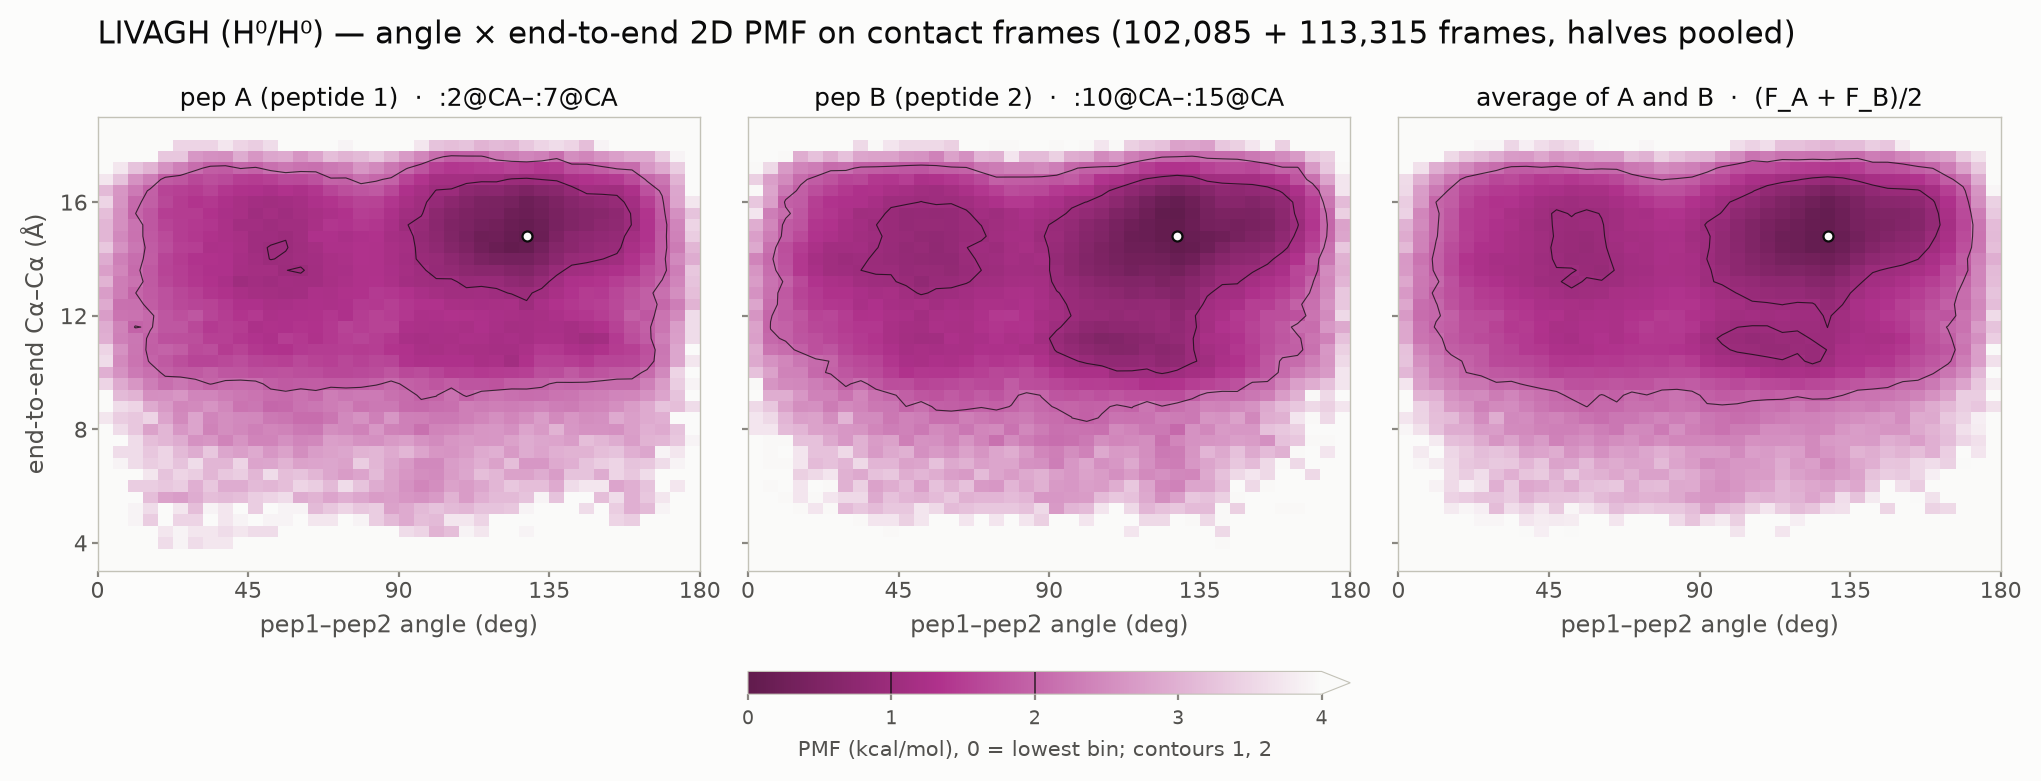 LIVAGH (H⁰/H⁰) — angle × end-to-end 2D PMF on contact frames (102,085 + 113,315 frames, halves pooled)
pep A (peptide 1) · :2@CA–:7@CA
pep B (peptide 2) · :10@CA–:15@CA
average of A and B · (F_A + F_B)/2
end-to-end Cα–Cα (Å)
16
12
8
4
0 45 90 135 180
0 45 90 135 180
0 45 90 135 180
pep1–pep2 angle (deg)
pep1–pep2 angle (deg)
pep1–pep2 angle (deg)
0 1 2 3 4
PMF (kcal/mol), 0 = lowest bin; contours 1, 2